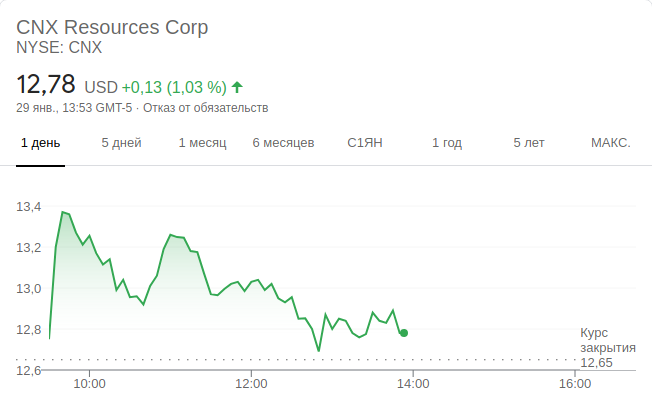 CNX Resources Corp
NYSE: CNX
12,78 USD +0,13 (1,03 %)
29 янв., 13:53 GMT-5 · Отказ от обязательств
1 день 5 дней 1 месяц 6 месяцев С1ЯН 1 год 5 лет МАКС.
13,4
13,2
13,0
12,8
Курс
закрытия
12,65
12,6
10:00 12:00 14:00 16:00